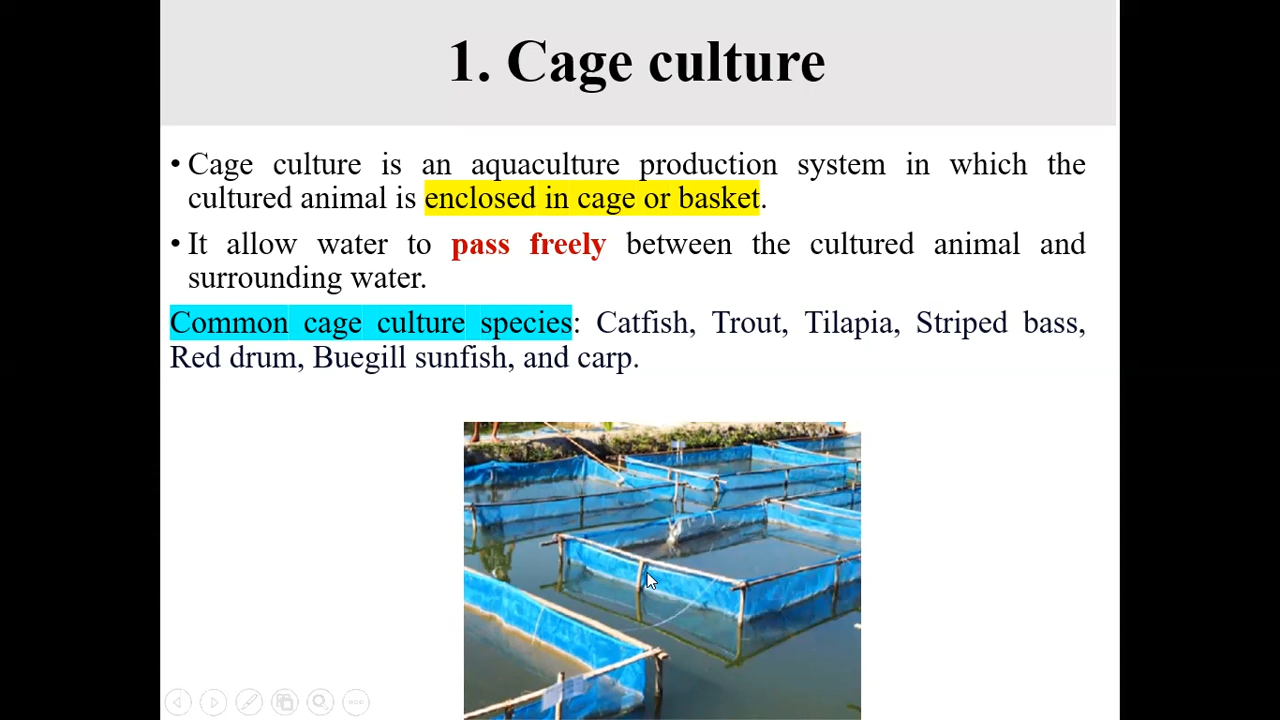 1. Cage culture
• Cage culture is an aquaculture production system in which the
cultured animal is enclosed in cage or basket.
• It allow water to pass freely between the cultured animal and
surrounding water.
Common cage culture species: Catfish, Trout, Tilapia, Striped bass,
Red drum, Buegill sunfish, and carp.